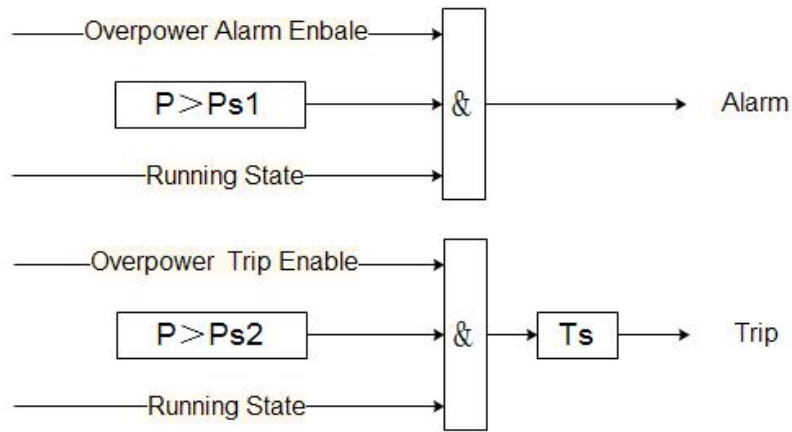 Overpower Alarm Enbale
P>Ps1
&
Alarm
Running State
Overpower Trip Enable
P>Ps2
&
Ts
Trip
Running State